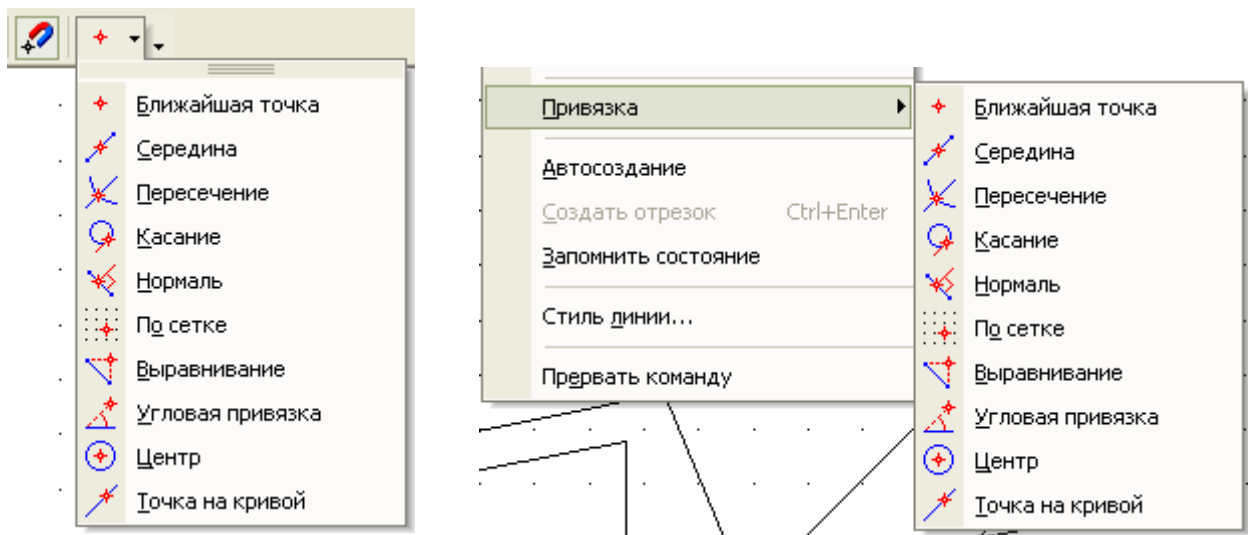 Ближайшая точка
Середина
Пересечение
Касание
Нормаль
По сетке
Выравнивание
Угловая привязка
Центр
Точка на кривой
Привязка
Автосоздание
Создать отрезок Ctrl+Enter
Запомнить состояние
Стиль линии...
Прервать команду
Ближайшая точка
Середина
Пересечение
Касание
Нормаль
По сетке
Выравнивание
Угловая привязка
Центр
Точка на кривой